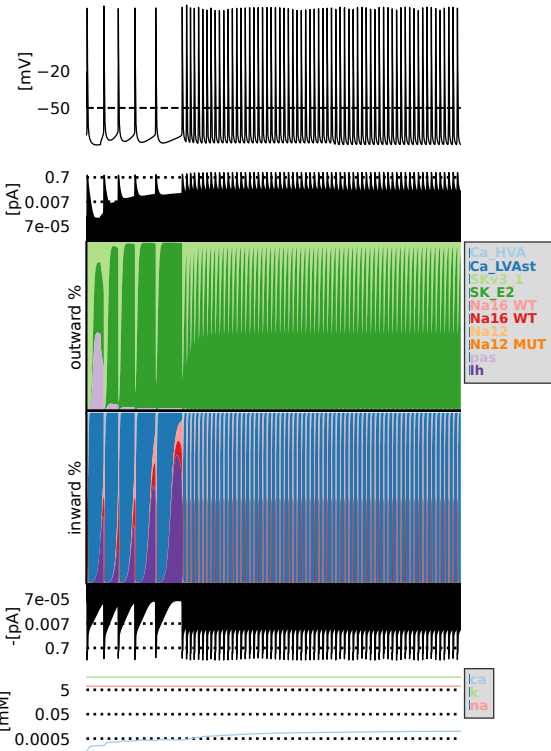 [mV]
−20
−50
[pA]
0.7
0.007
7e-05
outward %
Ca_HVA
Ca_LVAst
SKv3_1
SK_E2
Na16 WT
Na16 WT
Na12
Na12 MUT
pas
Ih
inward %
-[pA]
7e-05
0.007
0.7
[mM]
5
0.05
0.0005
ca
k
na